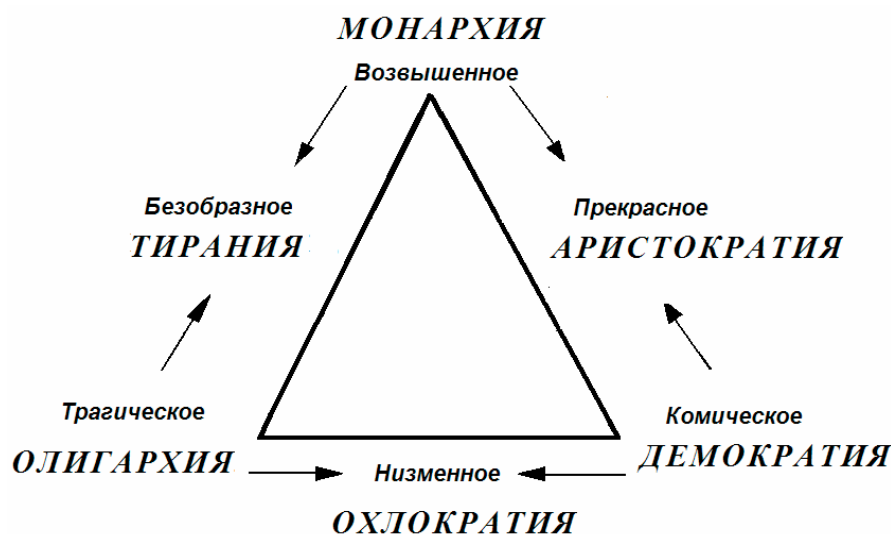 МОНАРХИЯ
Возвышенное
Безобразное
ТИРАНИЯ
Прекрасное
АРИСТОКРАТИЯ
Трагическое
ОЛИГАРХИЯ
Комическое
ДЕМОКРАТИЯ
Низменное
ОХЛОКРАТИЯ